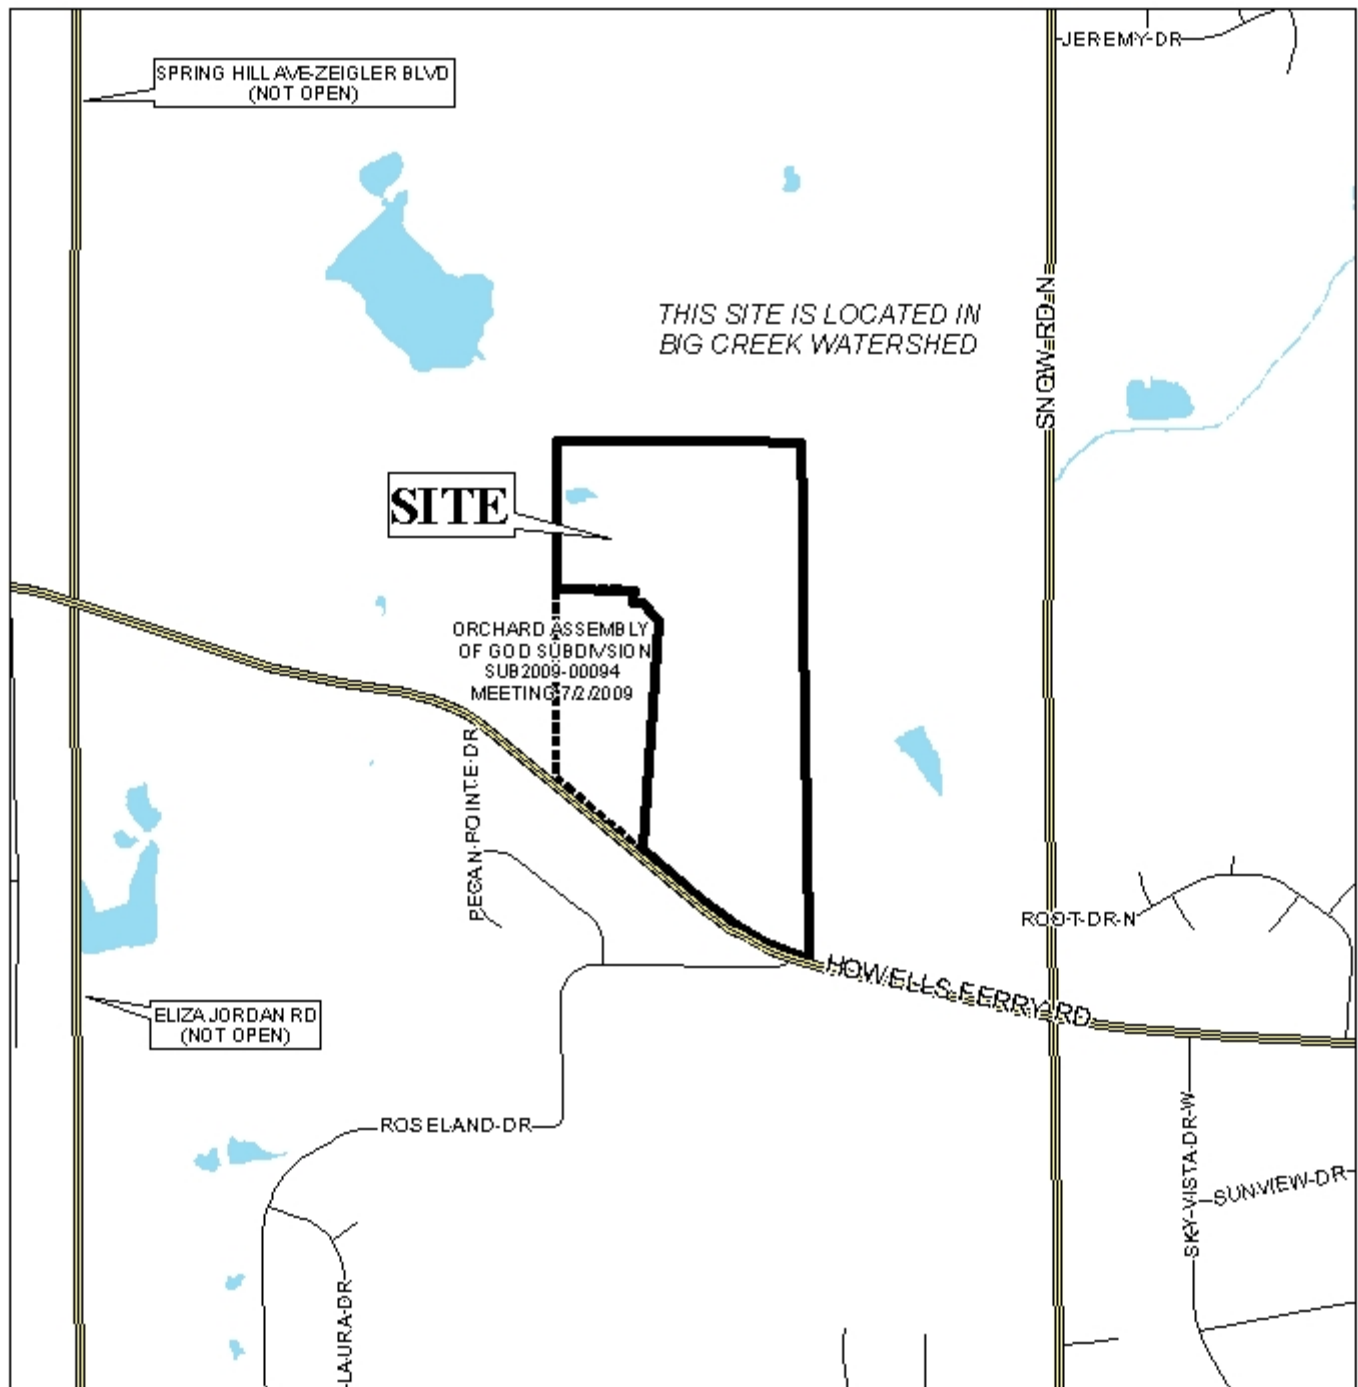 JEREMY DR
SPRING HILL AVE-ZEIGLER BLVD
(NOT OPEN)
THIS SITE IS LOCATED IN
BIG CREEK WATERSHED
SNOW RD N
SITE
ORCHARD ASSEMBLY
OF GOD SUBDIVISION
SUB2009-00094
MEETING 7/2/2009
PECAN POINTE DR
ROOT DR N
HOWELLS FERRY RD
ELIZA JORDAN RD
(NOT OPEN)
ROSELAND DR
SKY VISTA DR W
SUNVIEW DR
LAURA DR